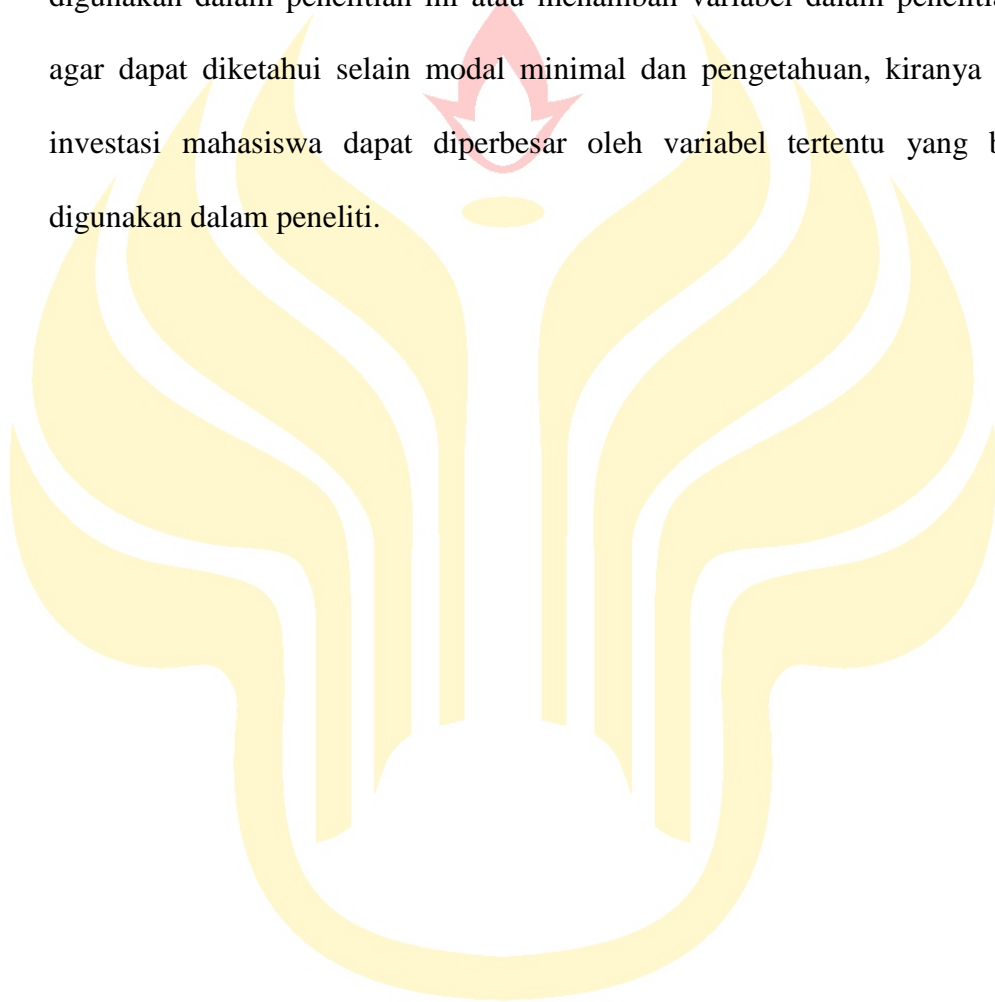 digunakan dalam penelitian ini atau menambah variabel dalam penelitia
agar dapat diketahui selain modal minimal dan pengetahuan, kiranya
investasi mahasiswa dapat diperbesar oleh variabel tertentu yang b
digunakan dalam peneliti.